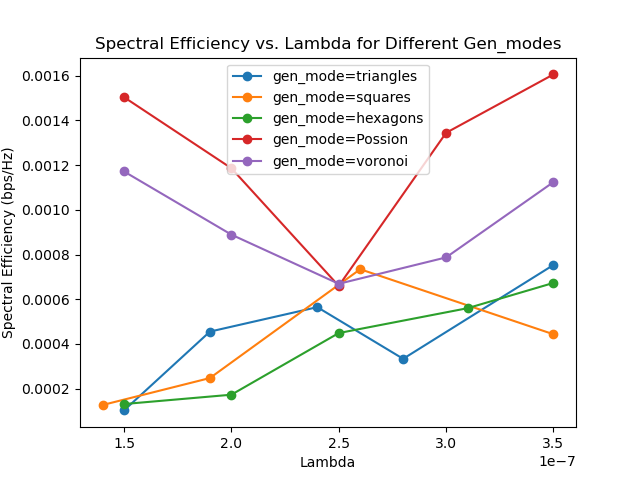 Spectral Efficiency vs. Lambda for Different Gen_modes
Spectral Efficiency (bps/Hz)
0.0016
0.0014
0.0012
0.0010
0.0008
0.0006
0.0004
0.0002
gen_mode=triangles
gen_mode=squares
gen_mode=hexagons
gen_mode=Possion
gen_mode=voronoi
1.5 2.0 2.5 3.0 3.5
1e−7
Lambda